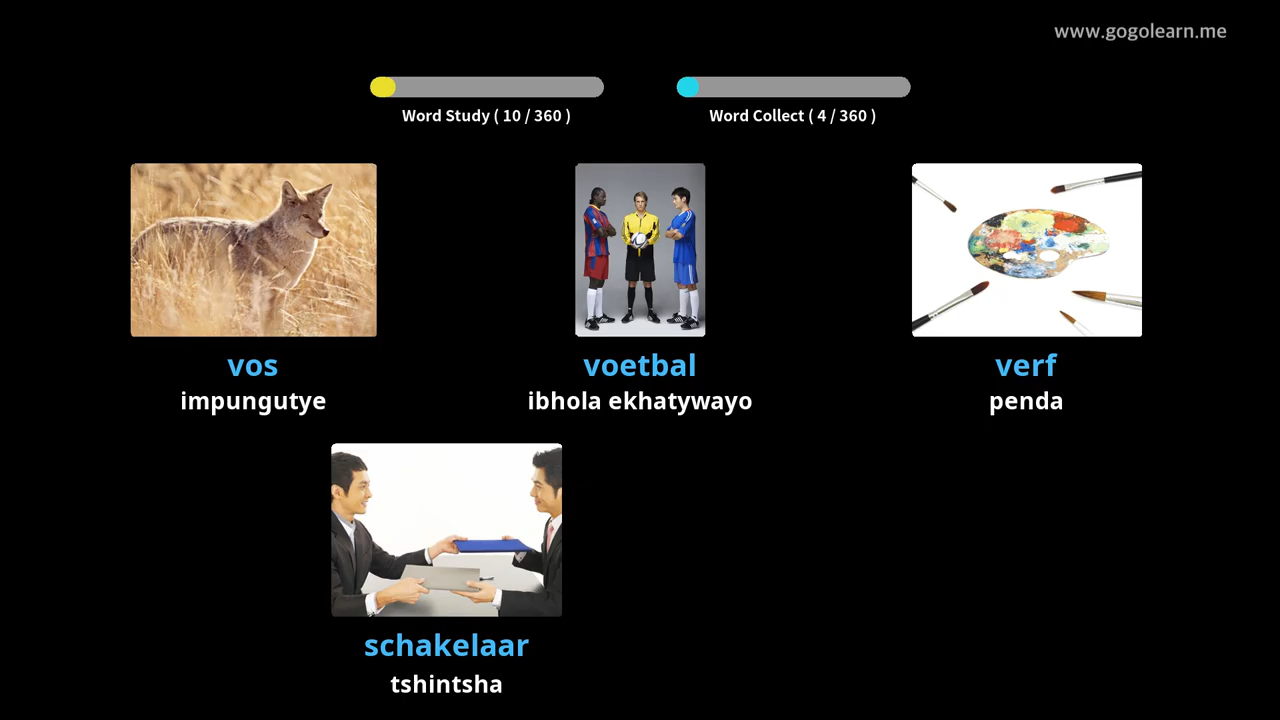 www.gogolearn.me
Word Study ( 10 / 360 )
Word Collect ( 4 / 360 )
vos
impungutye
voetbal
ibhola ekhatywayo
verf
penda
schakelaar
tshintsha